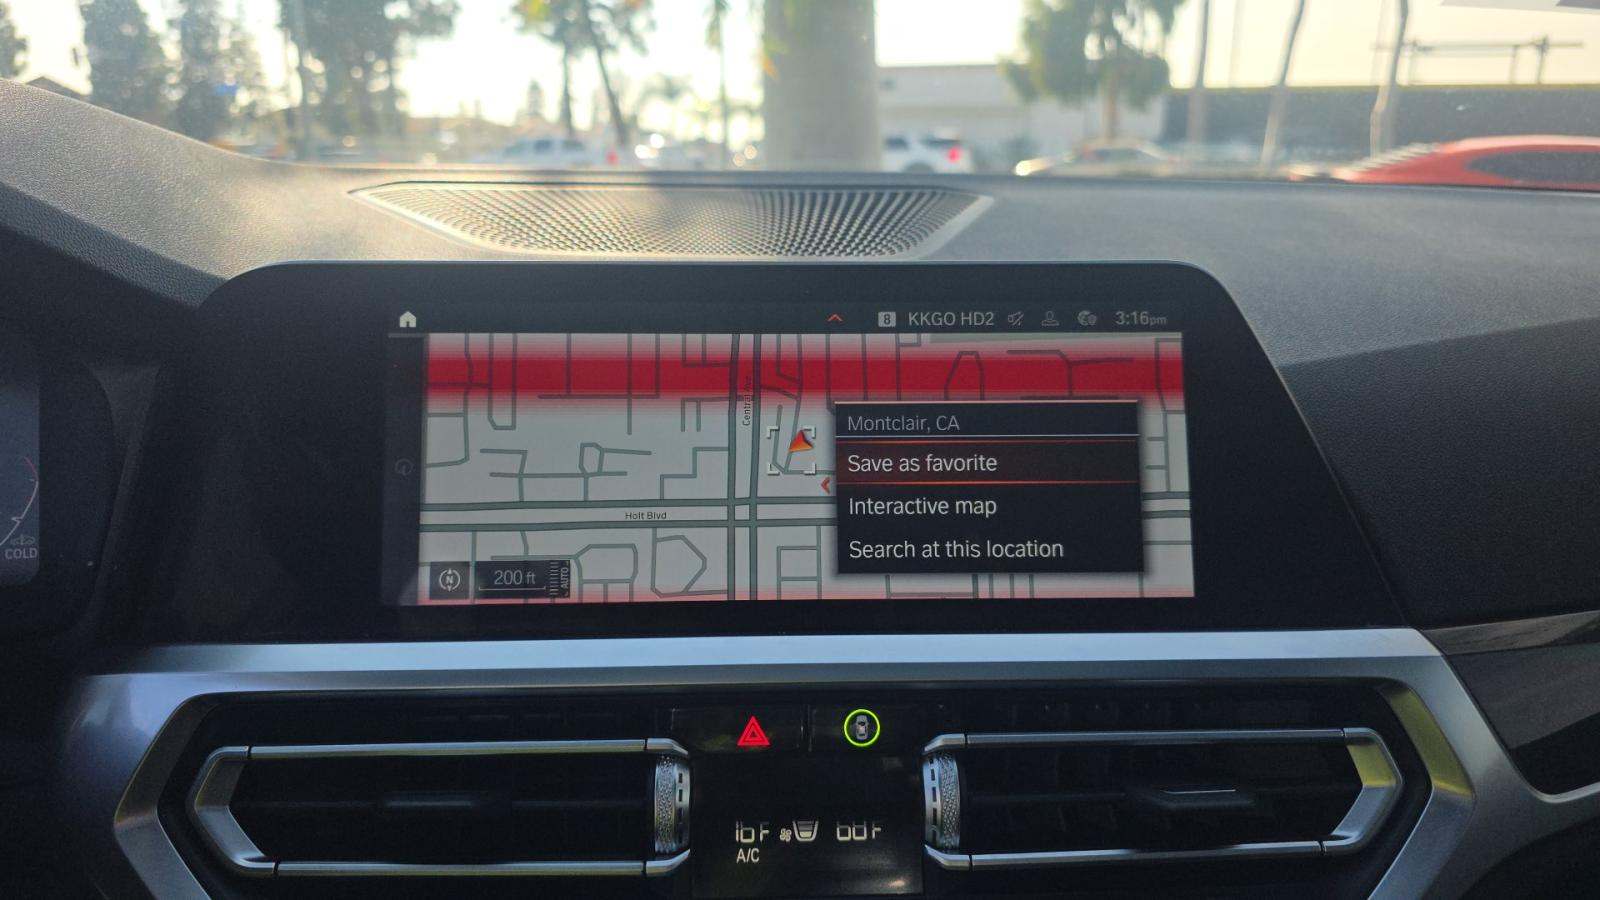 8 KKGO HD2 3:16pm
Central Ave
Montclair, CA
Save as favorite
Interactive map
Search at this location
Holt Blvd
N 200 ft AUTO
COLD
A/C